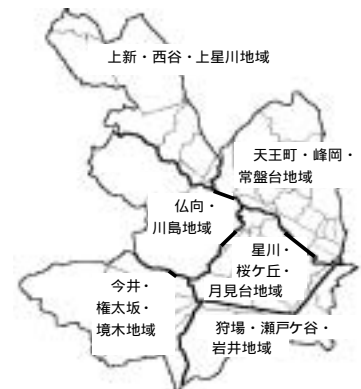 上新・西谷・上星川地域
天王町・峰岡・
常盤台地域
仏向・
川島地域
星川・
桜ケ丘・
月見台地域
今井・
権太坂・
境木地域
狩場・瀬戸ケ谷・
岩井地域